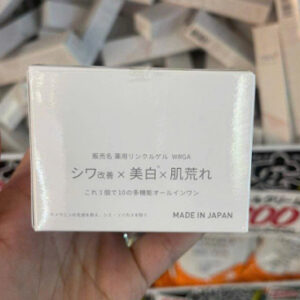 販売名 薬用リンクルゲル WRGA
シワ改善×美白*×肌荒れ
これ1個で10の多機能オールインワン
MADE IN JAPAN
00